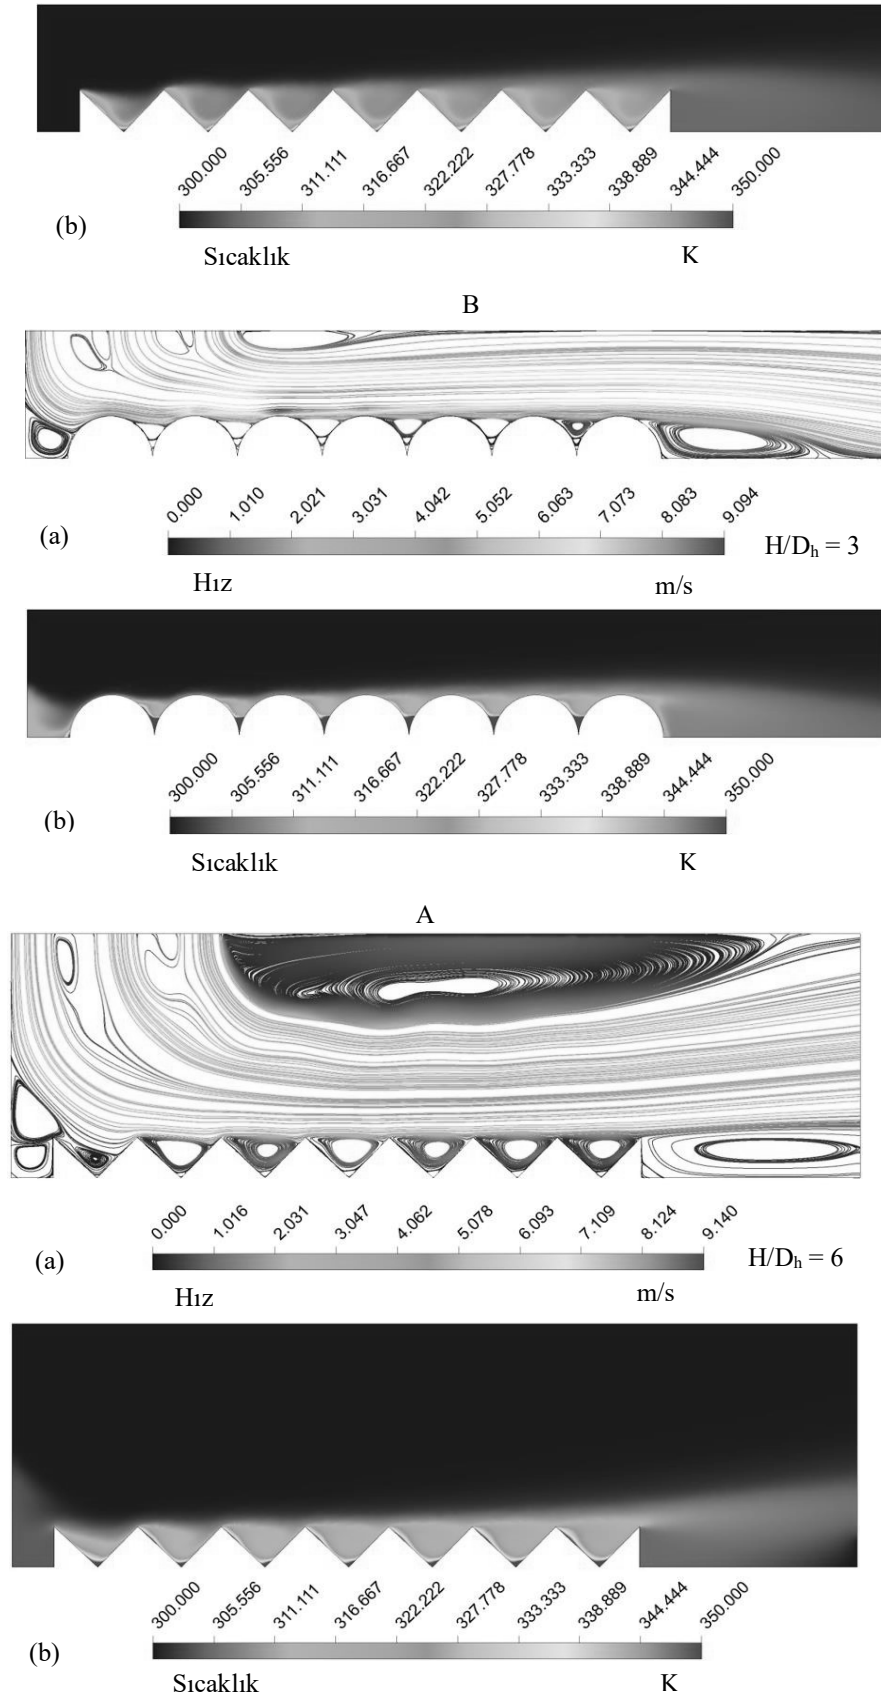 300.000 305.556 311.111 316.667 322.222 327.778 333.333 338.889 344.444 350.000
(b)
Sıcaklık K
B
0.000 1.010 2.021 3.031 4.042 5.052 6.063 7.073 8.083 9.094
(a) H/Dₕ = 3
Hız m/s
300.000 305.556 311.111 316.667 322.222 327.778 333.333 338.889 344.444 350.000
(b)
Sıcaklık K
A
0.000 1.016 2.031 3.047 4.062 5.078 6.093 7.109 8.124 9.140
(a) H/Dₕ = 6
Hız m/s
300.000 305.556 311.111 316.667 322.222 327.778 333.333 338.889 344.444 350.000
(b)
Sıcaklık K